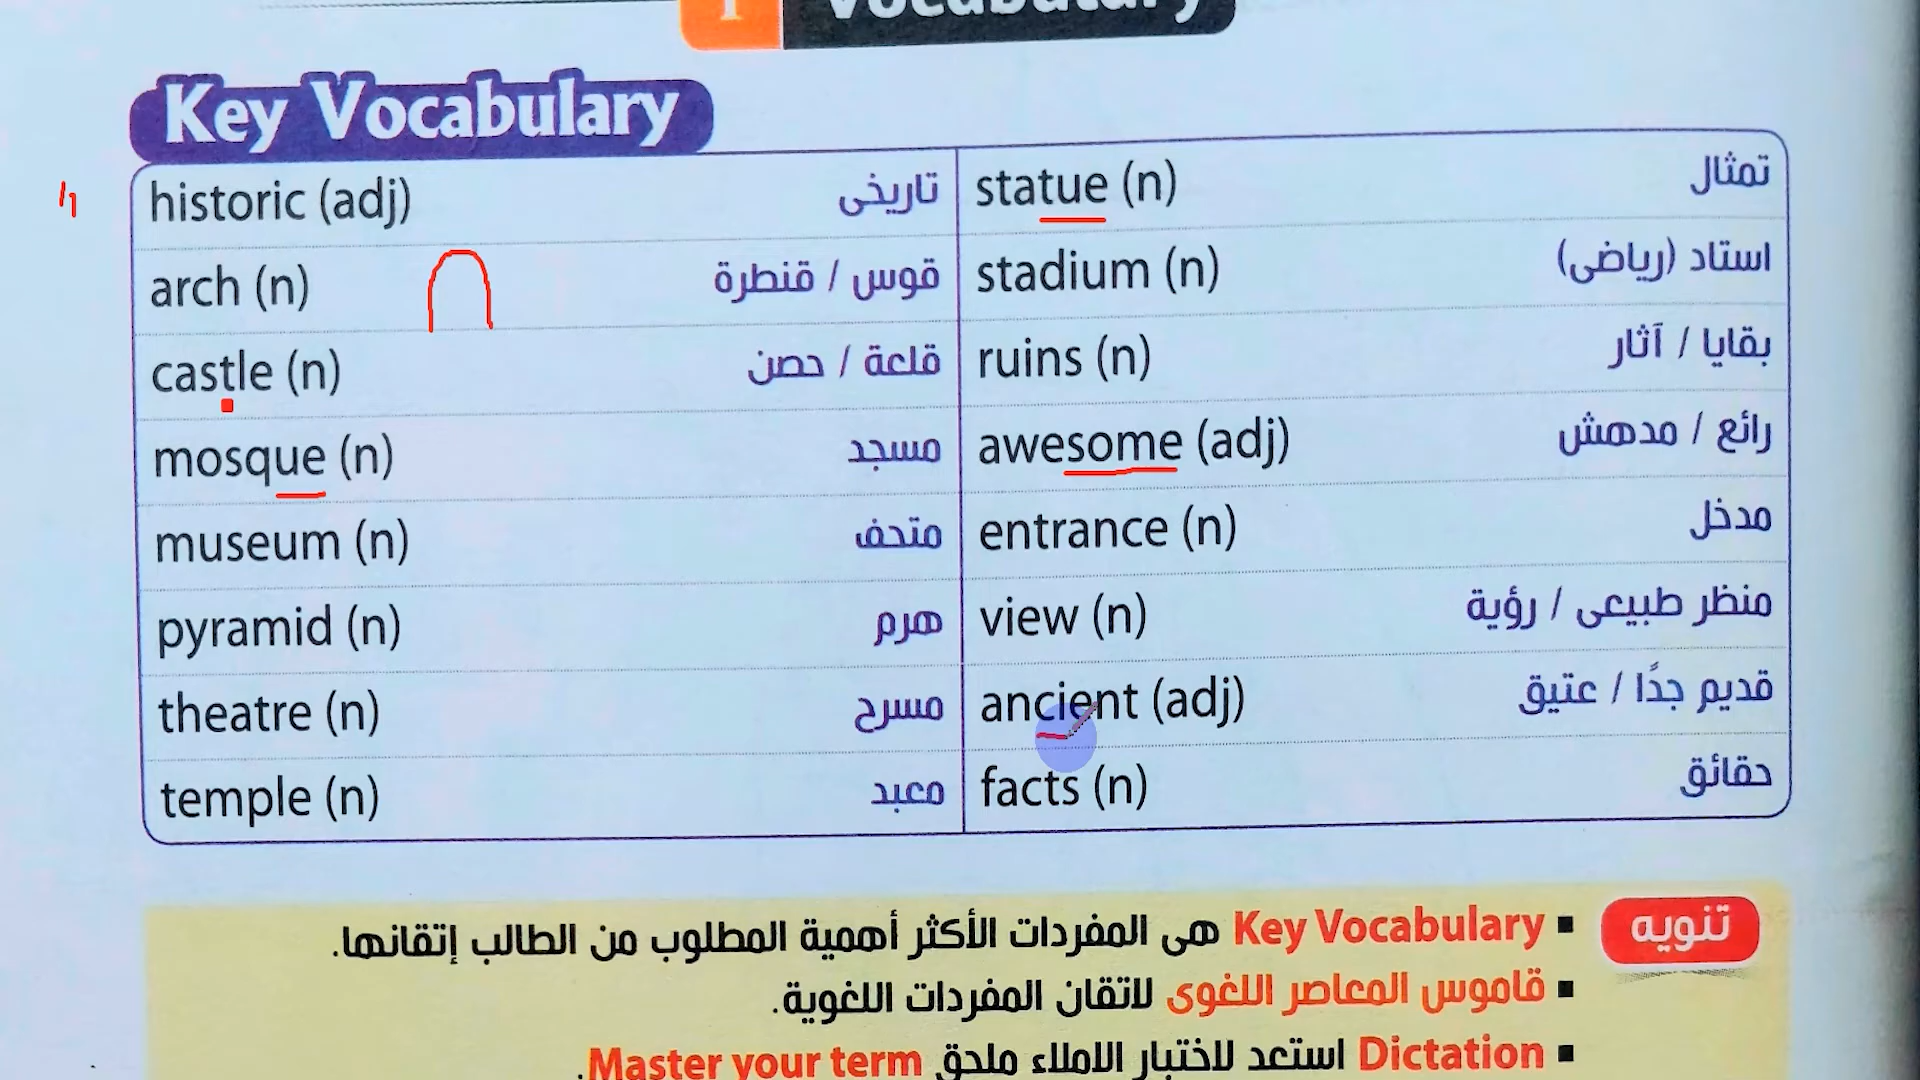 1 Vocabulary
Key Vocabulary
historic (adj) تاريخى
arch (n) قوس / قنطرة
castle (n) قلعة / حصن
mosque (n) مسجد
museum (n) متحف
pyramid (n) هرم
theatre (n) مسرح
temple (n) معبد
statue (n) تمثال
stadium (n) استاد (رياضى)
ruins (n) بقايا / آثار
awesome (adj) رائع / مدهش
entrance (n) مدخل
view (n) منظر طبيعى / رؤية
ancient (adj) قديم جدًا / عتيق
facts (n) حقائق
تنويه
▪ Key Vocabulary هى المفردات الأكثر أهمية المطلوب من الطالب إتقانها.
▪ قاموس المعاصر اللغوى لاتقان المفردات اللغوية.
▪ Dictation استعد لاختبار الاملاء ملحق Master your term.